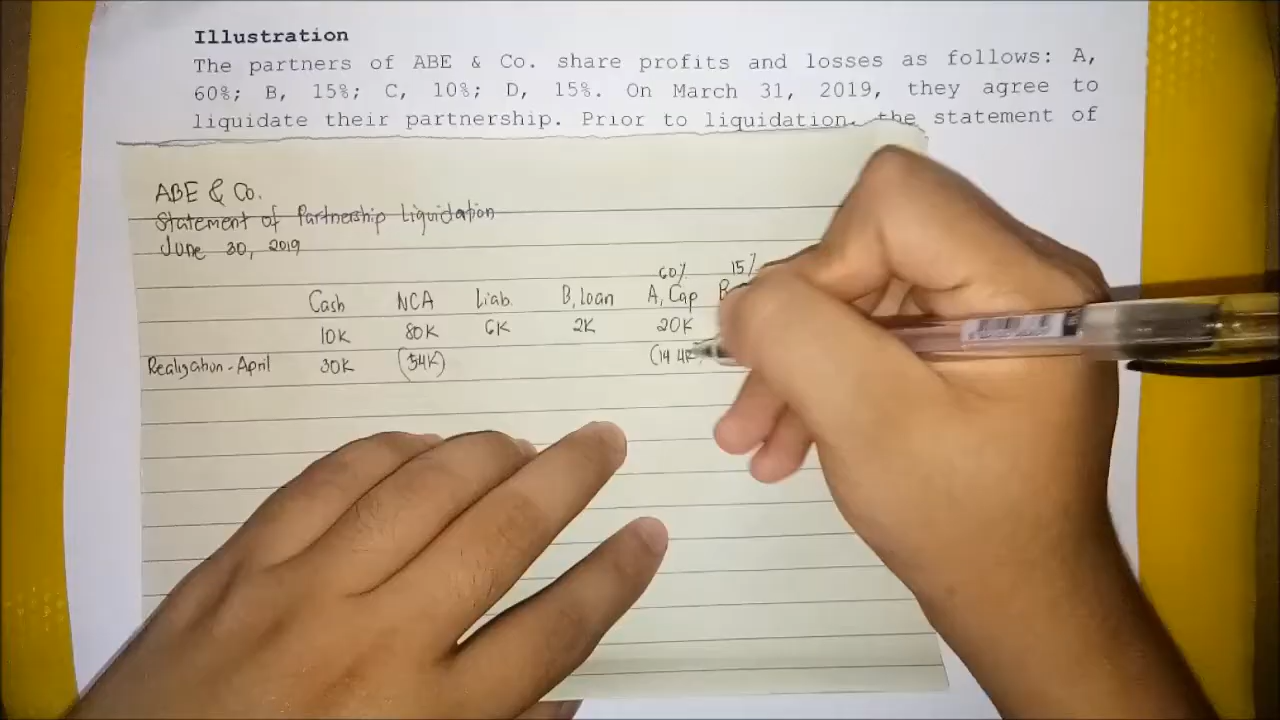 Illustration
The partners of ABE & Co. share profits and losses as follows: A,
60%; B, 15%; C, 10%; D, 15%. On March 31, 2019, they agree to
liquidate their partnership. Prior to liquidation, the statement of
ABE & Co.
Statement of Partnership Liquidation
June 30, 2019
60% 15%
Cash NCA Liab. B, Loan A, Cap B
10K 80K 6K 2K 20K
Realization - April 30K (54K) (14.4K